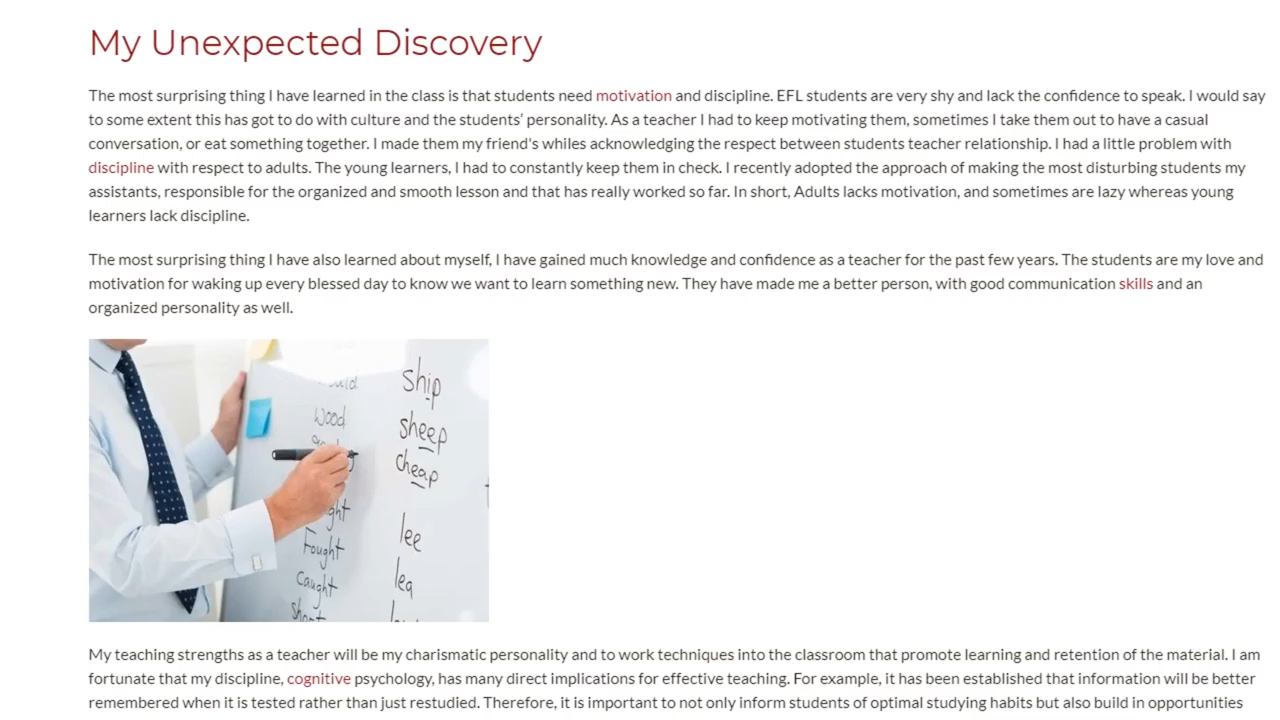 My Unexpected Discovery
The most surprising thing I have learned in the class is that students need motivation and discipline. EFL students are very shy and lack the confidence to speak. I would say
to some extent this has got to do with culture and the students' personality. As a teacher I had to keep motivating them, sometimes I take them out to have a casual
conversation, or eat something together. I made them my friend's whiles acknowledging the respect between students teacher relationship. I had a little problem with
discipline with respect to adults. The young learners, I had to constantly keep them in check. I recently adopted the approach of making the most disturbing students my
assistants, responsible for the organized and smooth lesson and that has really worked so far. In short, Adults lacks motivation, and sometimes are lazy whereas young
learners lack discipline.
The most surprising thing I have also learned about myself, I have gained much knowledge and confidence as a teacher for the past few years. The students are my love and
motivation for waking up every blessed day to know we want to learn something new. They have made me a better person, with good communication skills and an
organized personality as well.
Wood
Fought
Caught
ship
sheep
cheap
lee
lea
My teaching strengths as a teacher will be my charismatic personality and to work techniques into the classroom that promote learning and retention of the material. I am
fortunate that my discipline, cognitive psychology, has many direct implications for effective teaching. For example, it has been established that information will be better
remembered when it is tested rather than just restudied. Therefore, it is important to not only inform students of optimal studying habits but also build in opportunities